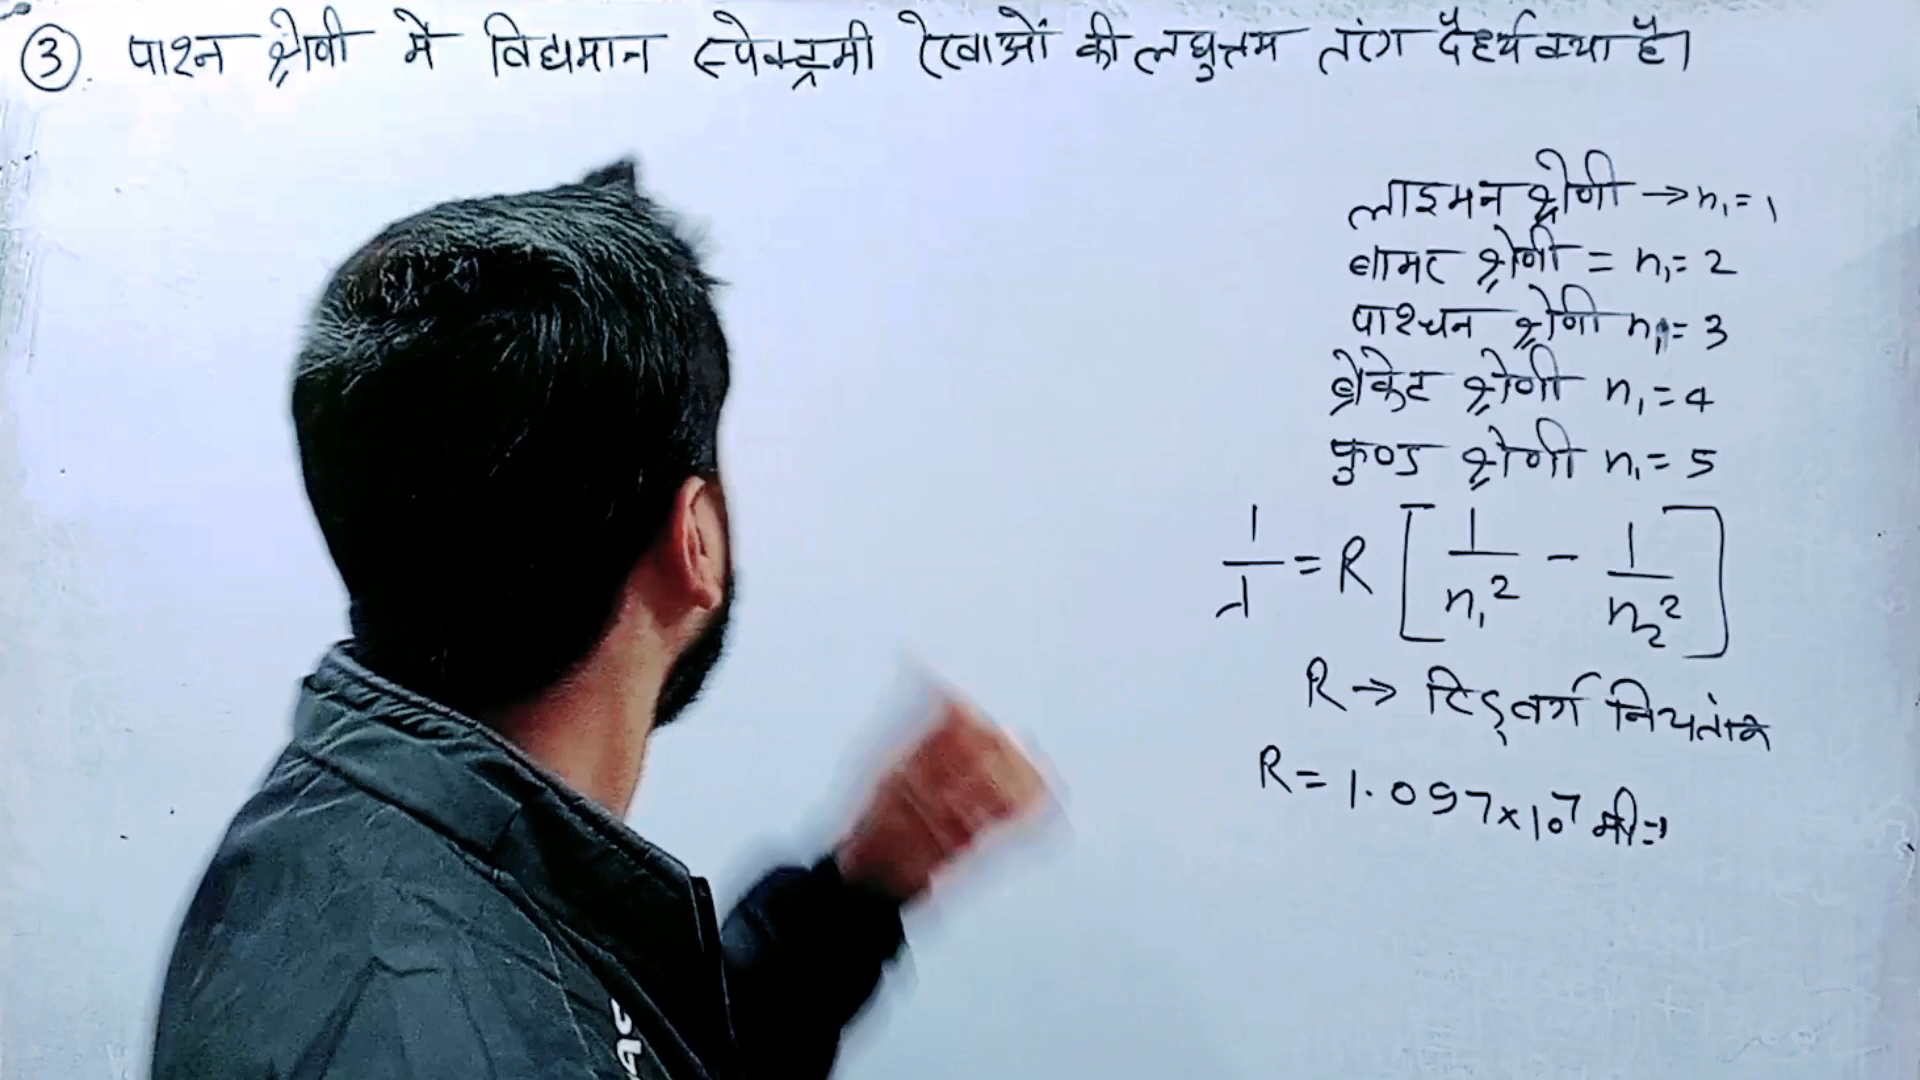 ③ पाश्न श्रेणी में विद्यमान स्पेक्ट्रमी रेखाओं की लघुत्तम तंरग दैर्ध्य क्या है।
लाइमन श्रेणी → n₁ = 1
बामर श्रेणी = n₁ = 2
पाश्चन श्रेणी n₁ = 3
ब्रेकेट श्रेणी n₁ = 4
फुण्ड श्रेणी n₁ = 5
1/λ = R [1/n₁² - 1/n₂²]
R → रिड्वर्ग नियतांक
R = 1.097×10⁷ मी⁻¹